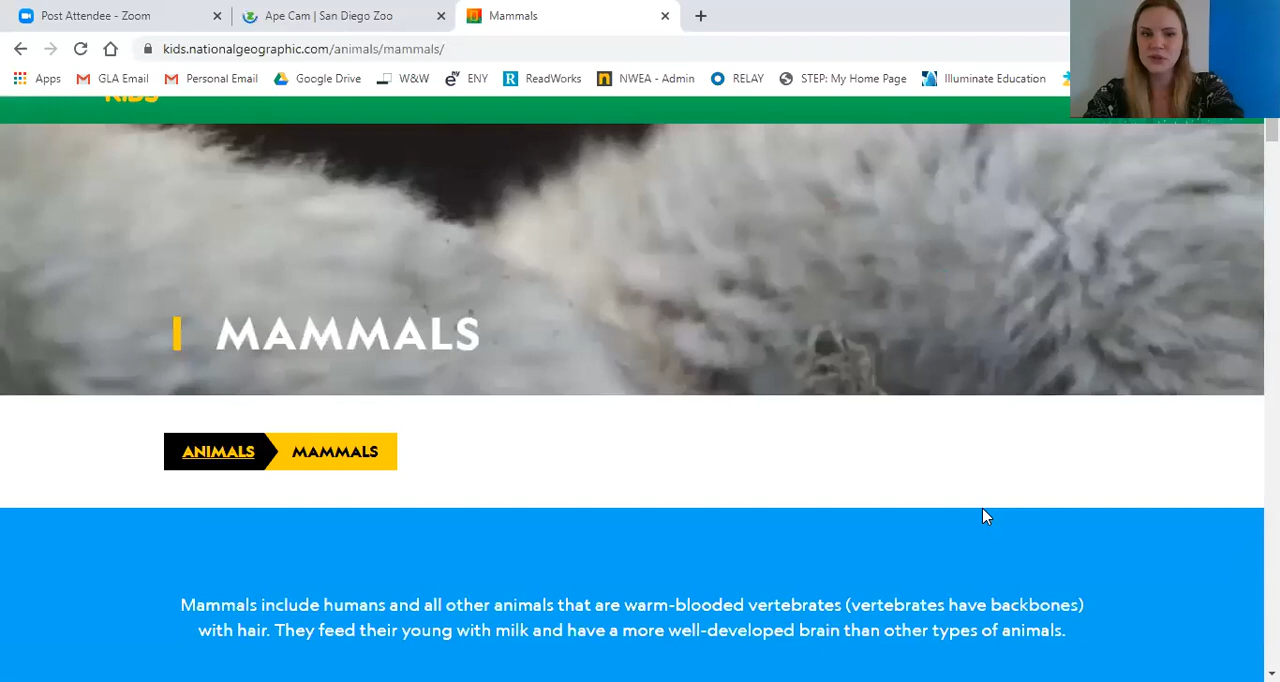 Post Attendee - Zoom
Ape Cam | San Diego Zoo
Mammals
kids.nationalgeographic.com/animals/mammals/
Apps GLA Email Personal Email Google Drive W&W ENY ReadWorks NWEA - Admin RELAY STEP: My Home Page Illuminate Education
KIDS
MAMMALS
ANIMALS MAMMALS
Mammals include humans and all other animals that are warm-blooded vertebrates (vertebrates have backbones)
with hair. They feed their young with milk and have a more well-developed brain than other types of animals.